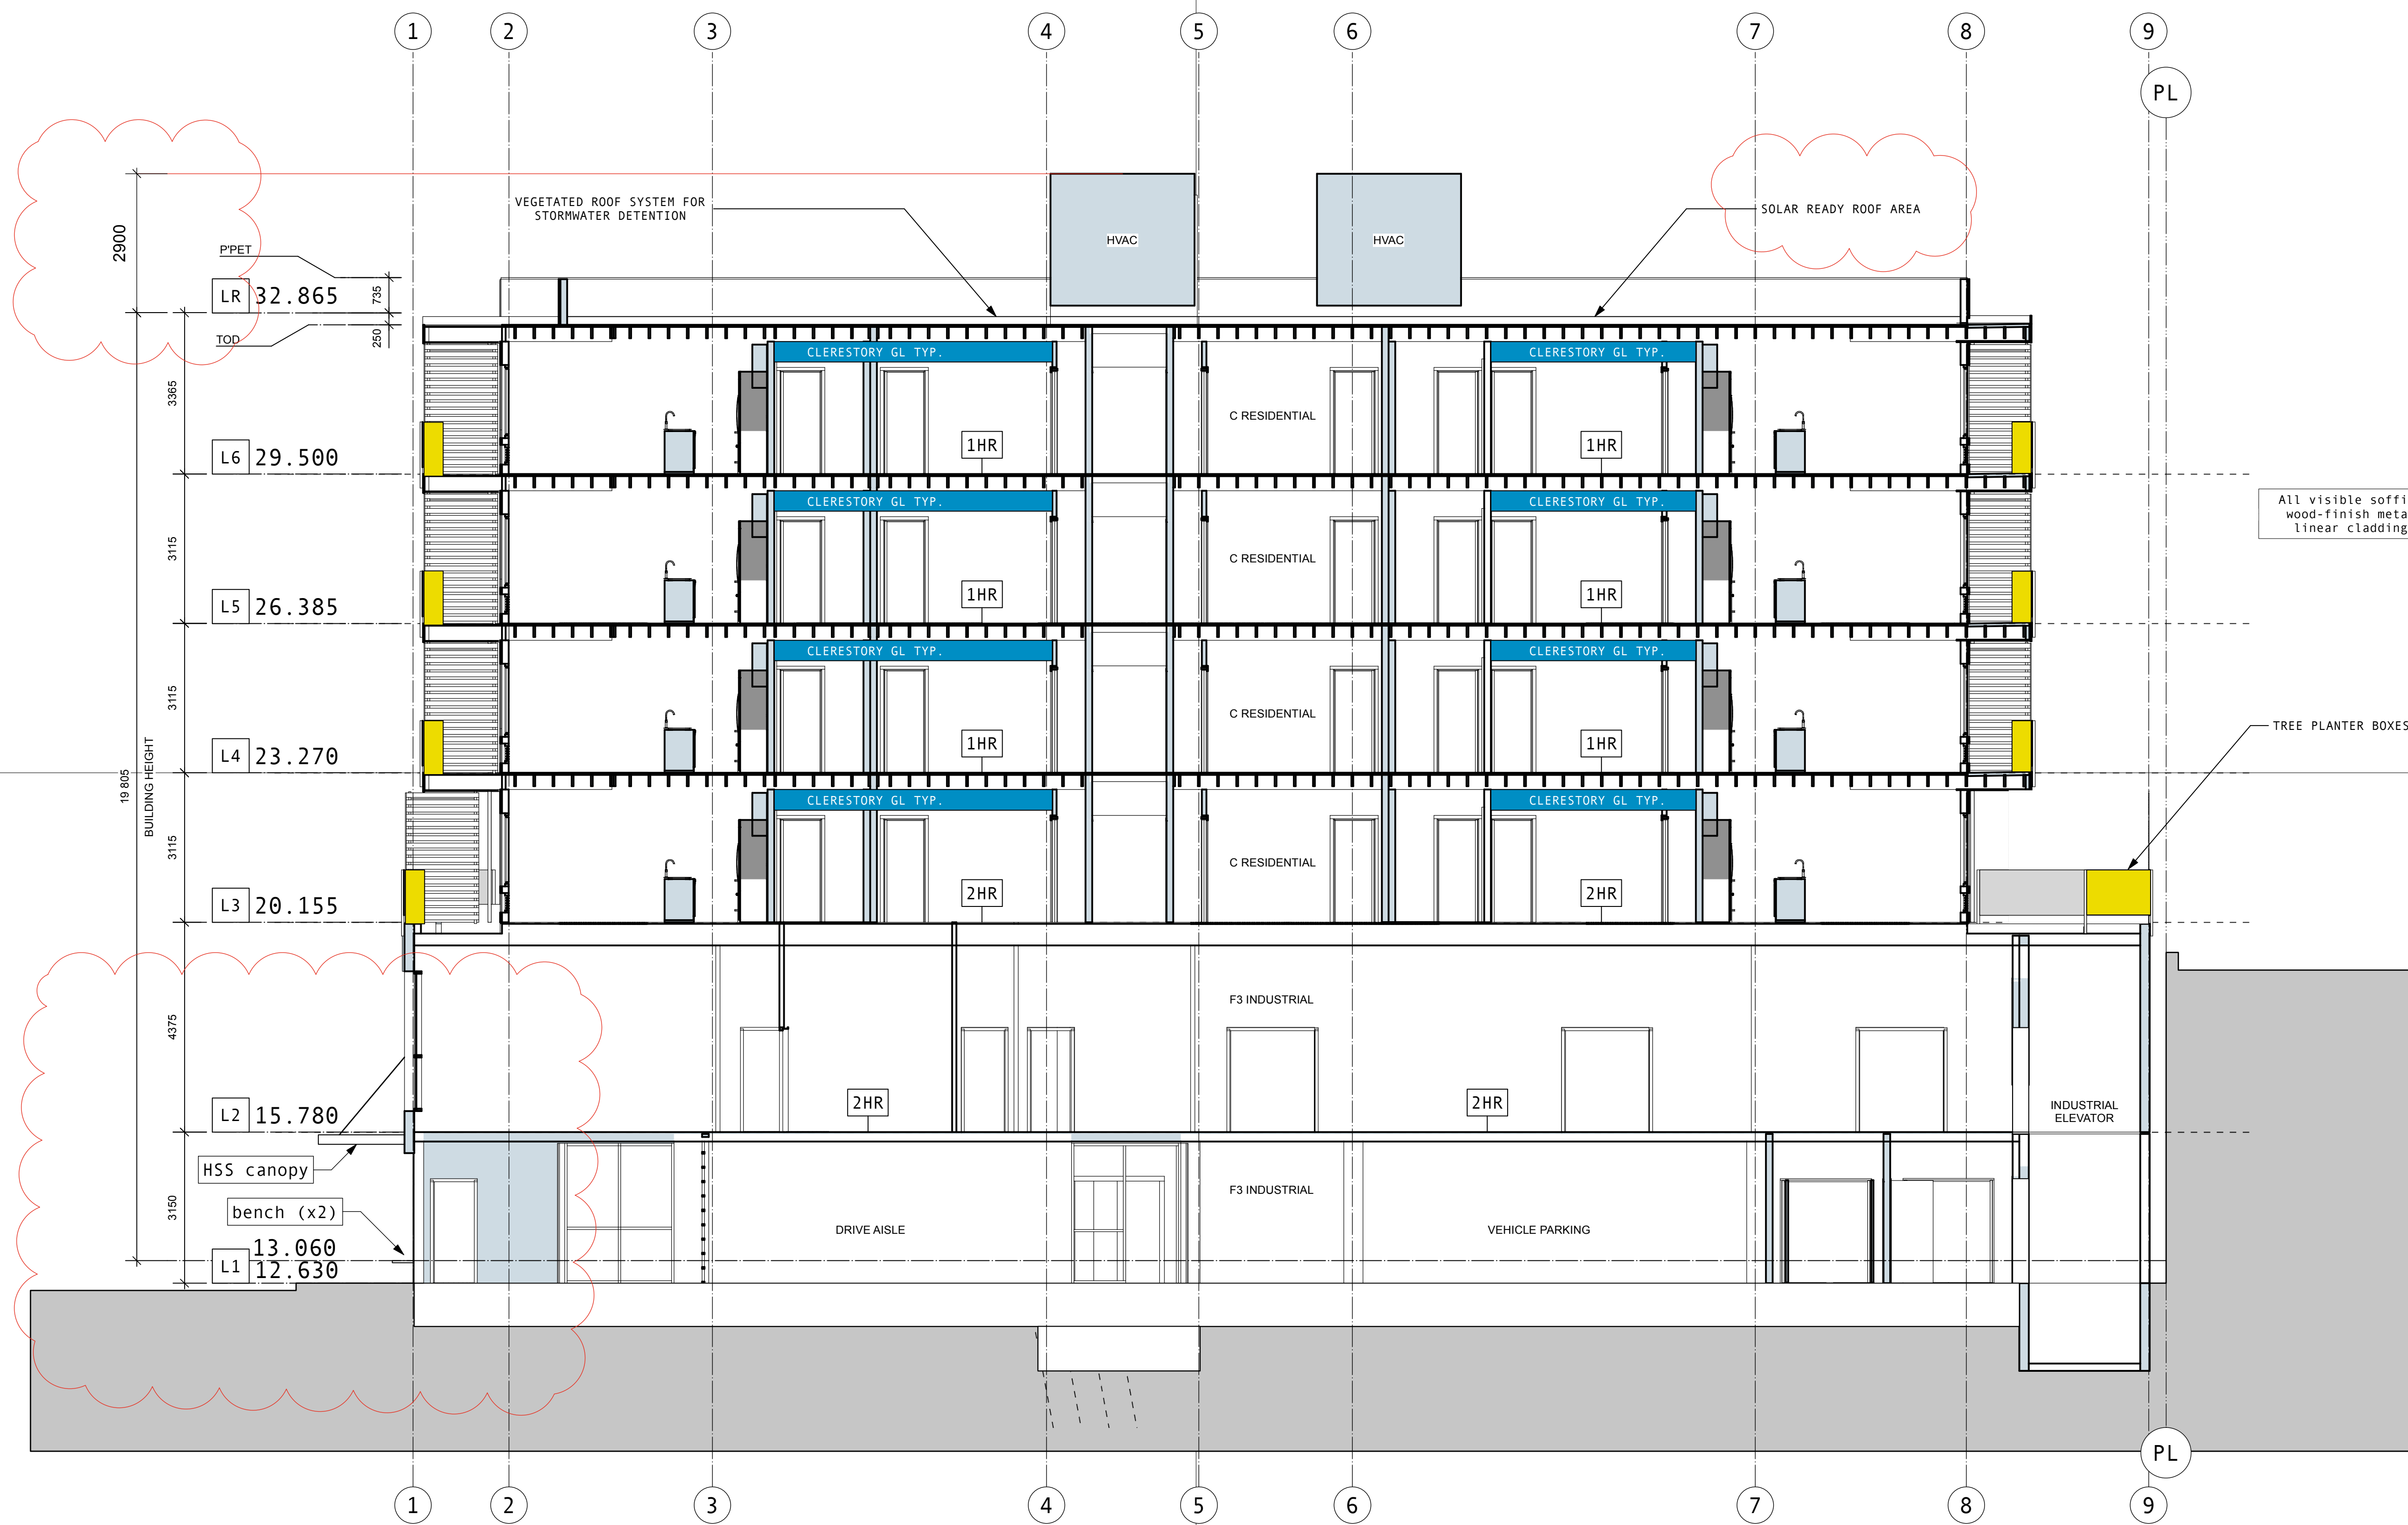 1 2 3 4 5 6 7 8 9
PL
VEGETATED ROOF SYSTEM FOR
STORMWATER DETENTION
SOLAR READY ROOF AREA
HVAC
HVAC
2900
P'PET
LR 32.865
735
TOD
250
CLERESTORY GL TYP.
CLERESTORY GL TYP.
3365
C RESIDENTIAL
1HR
1HR
L6 29.500
CLERESTORY GL TYP.
CLERESTORY GL TYP.
All visible soffi
wood-finish meta
linear cladding
3115
C RESIDENTIAL
1HR
1HR
L5 26.385
CLERESTORY GL TYP.
CLERESTORY GL TYP.
3115
C RESIDENTIAL
TREE PLANTER BOXES
1HR
1HR
L4 23.270
19 805
BUILDING HEIGHT
CLERESTORY GL TYP.
CLERESTORY GL TYP.
3115
C RESIDENTIAL
2HR
2HR
L3 20.155
F3 INDUSTRIAL
4375
2HR
2HR
L2 15.780
INDUSTRIAL
ELEVATOR
HSS canopy
F3 INDUSTRIAL
3150
bench (x2)
DRIVE AISLE
VEHICLE PARKING
13.060
L1 12.630
PL
1 2 3 4 5 6 7 8 9